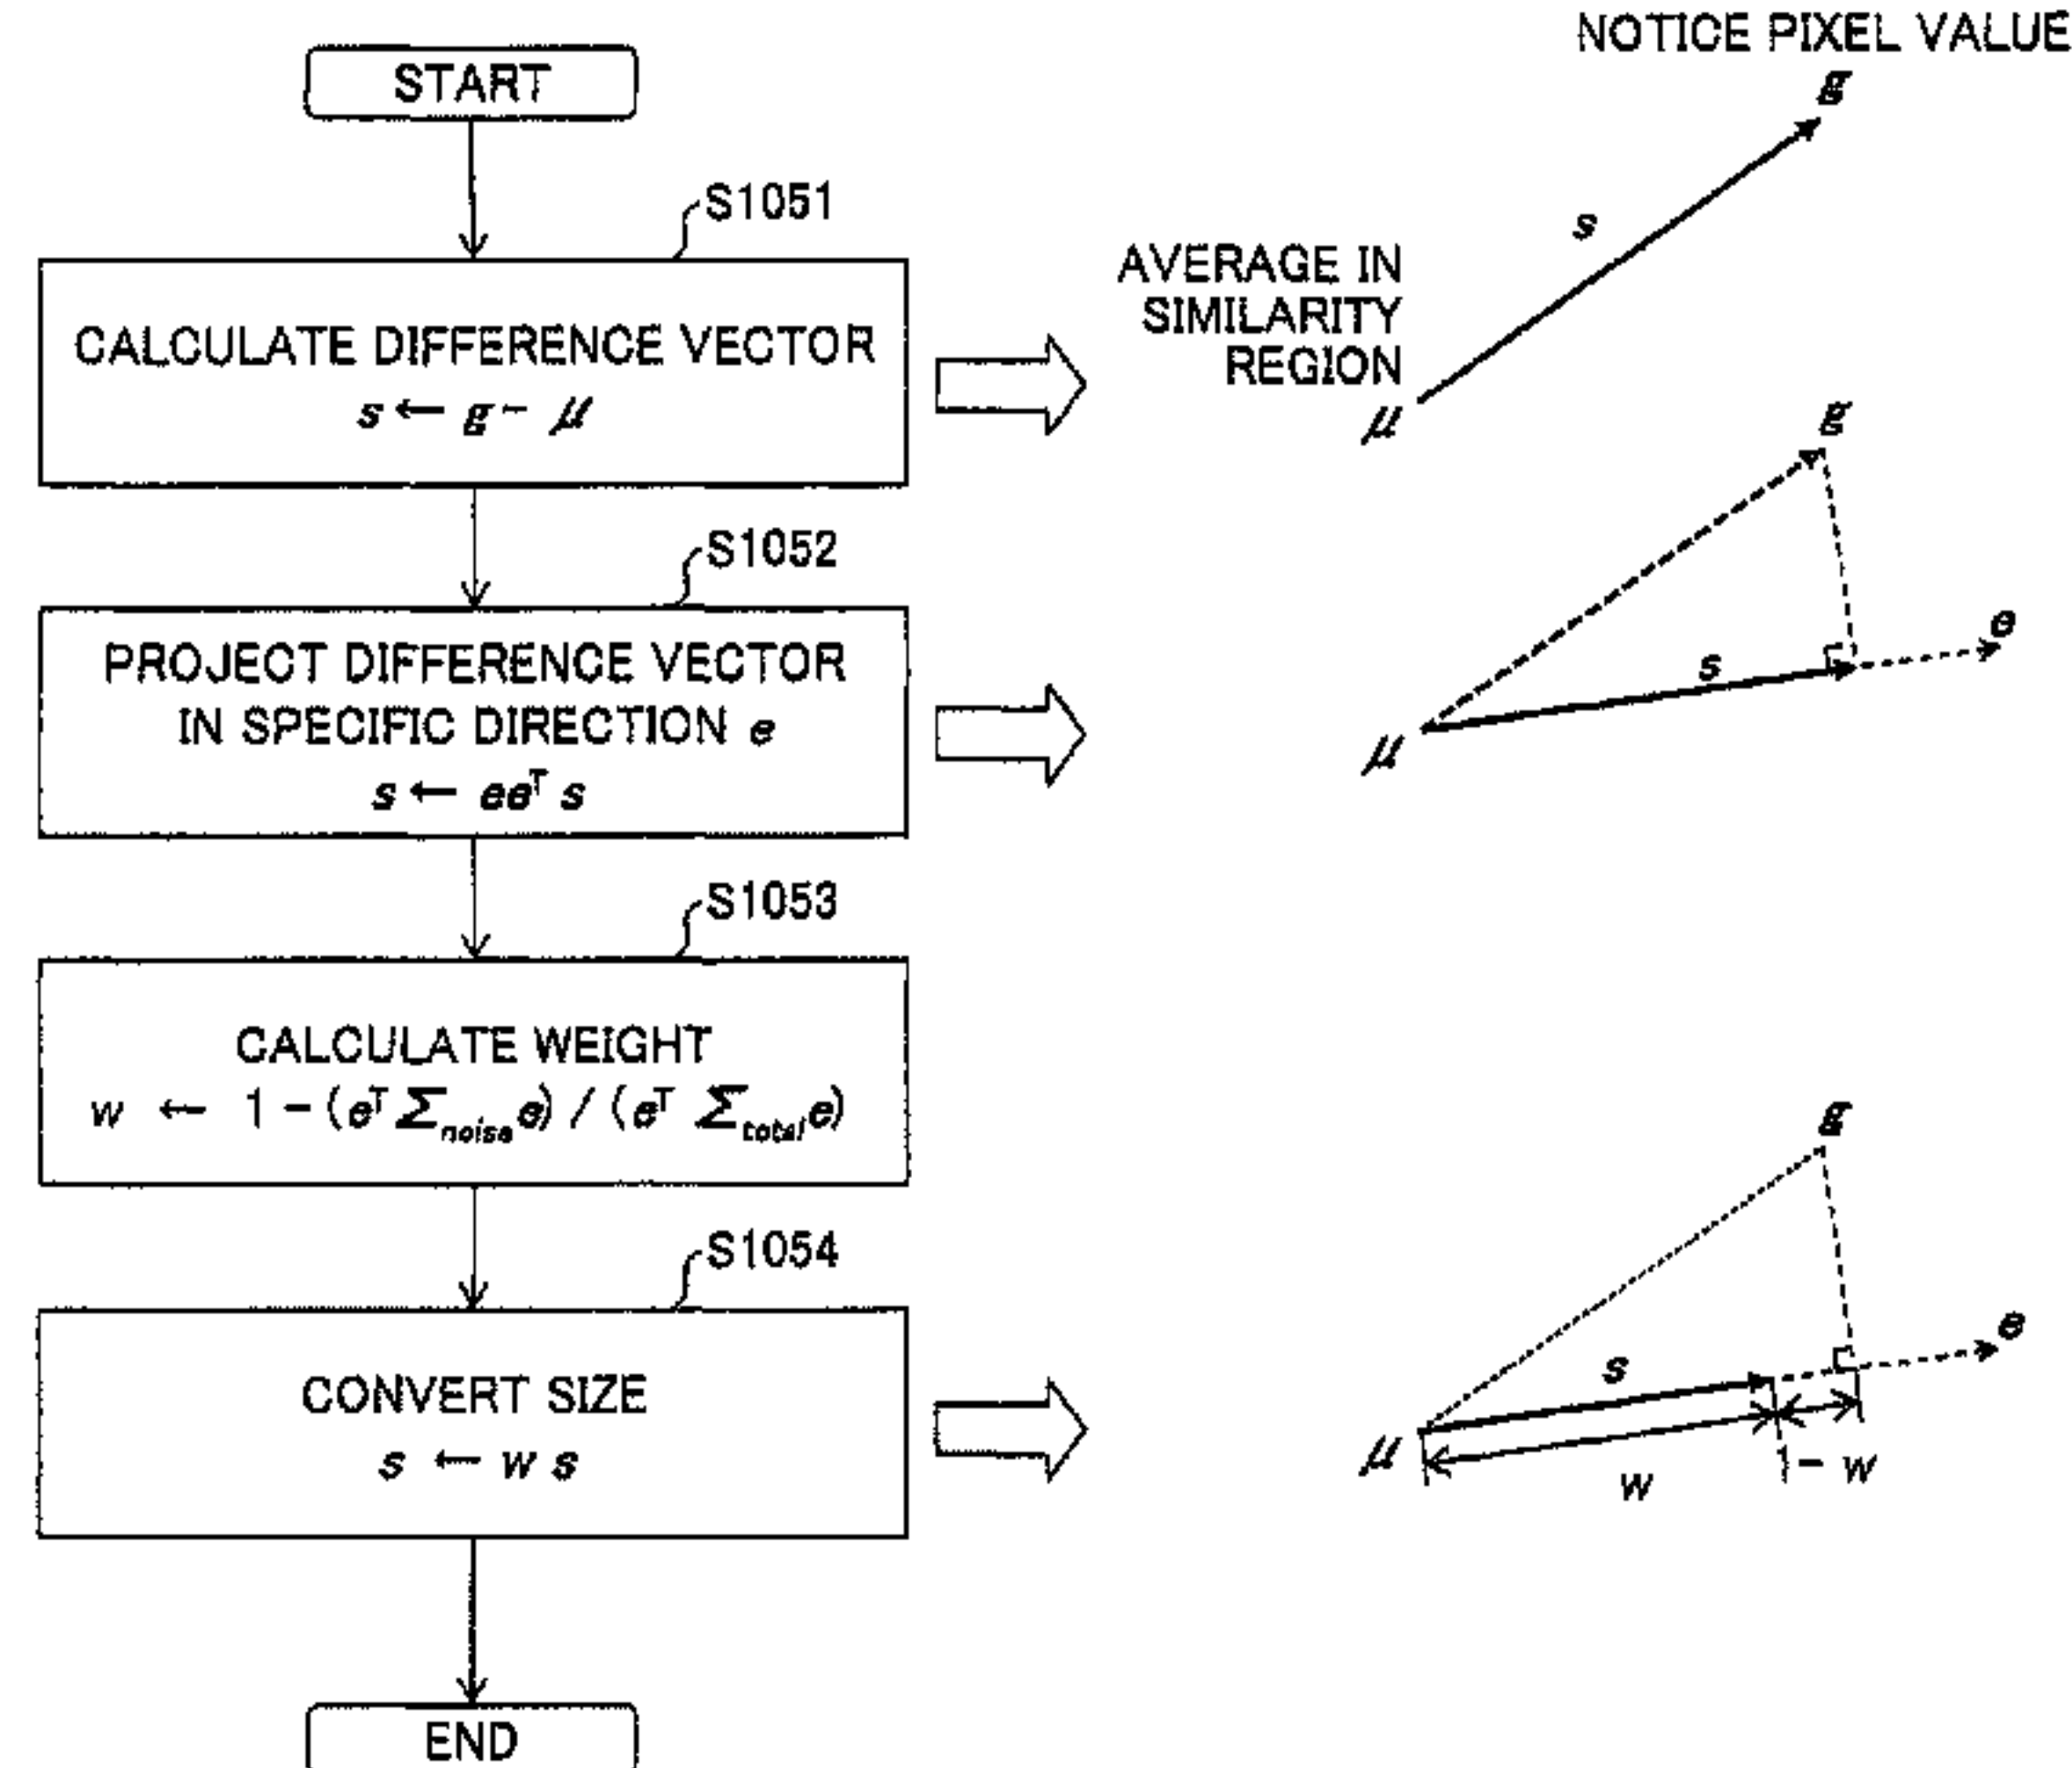 START
S1051
CALCULATE DIFFERENCE VECTOR
s ← g − μ
S1052
PROJECT DIFFERENCE VECTOR
IN SPECIFIC DIRECTION e
s ← ee^T s
S1053
CALCULATE WEIGHT
w ← 1 − (e^T Σ_noise e) / (e^T Σ_total e)
S1054
CONVERT SIZE
s ← w s
END
NOTICE PIXEL VALUE
g
s
AVERAGE IN
SIMILARITY
REGION
μ
g
e
s
μ
g
e
s
μ
w
1 − w